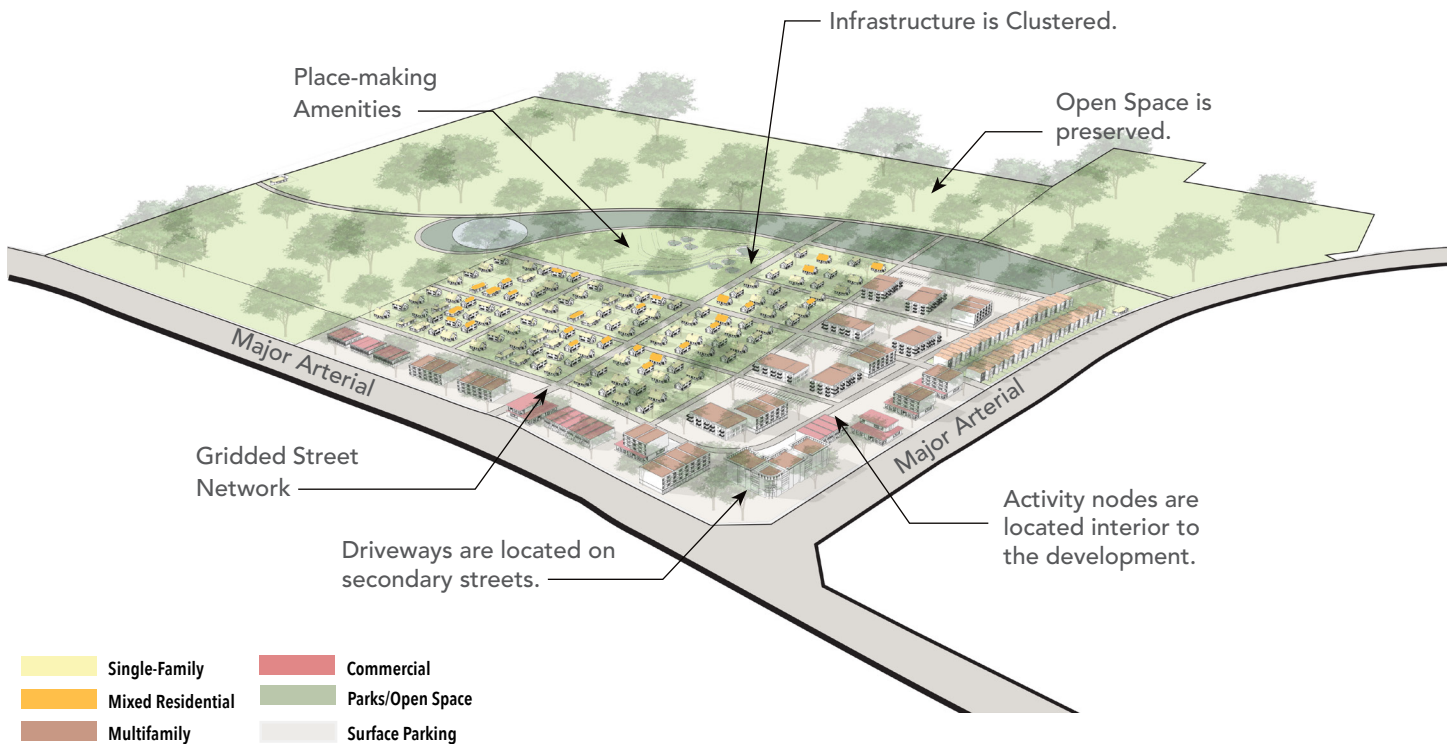 Infrastructure is Clustered.
Place-making
Amenities
Open Space is
preserved.
Major Arterial
Major Arterial
Gridded Street
Network
Activity nodes are
located interior to
the development.
Driveways are located on
secondary streets.
Single-Family
Commercial
Mixed Residential
Parks/Open Space
Multifamily
Surface Parking